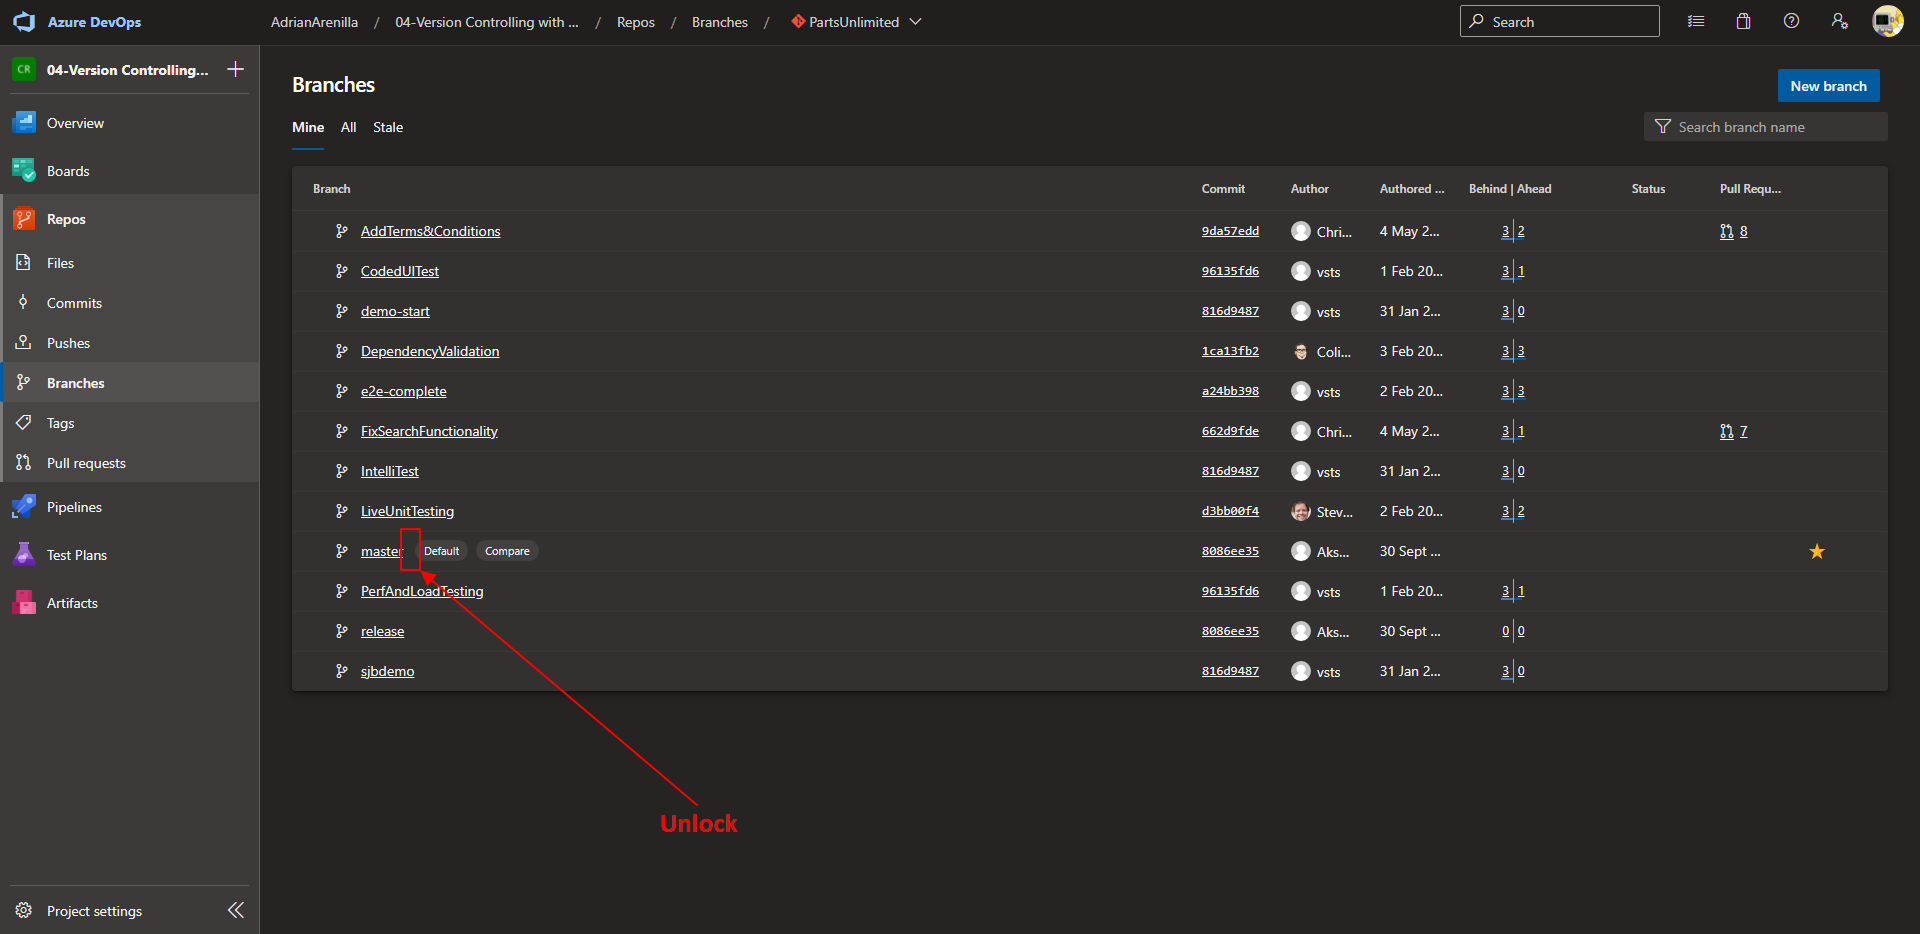 Azure DevOps
AdrianArenilla / 04-Version Controlling with ... / Repos / Branches / PartsUnlimited
Search
CR 04-Version Controlling...
Overview
Boards
Repos
Files
Commits
Pushes
Branches
Tags
Pull requests
Pipelines
Test Plans
Artifacts
Project settings
Branches
New branch
Mine All Stale
Search branch name
Branch Commit Author Authored ... Behind | Ahead Status Pull Requ...
AddTerms&Conditions 9da57edd Chri... 4 May 2... 3 2 8
CodedUITest 96135fd6 vsts 1 Feb 20... 3 1
demo-start 816d9487 vsts 31 Jan 2... 3 0
DependencyValidation 1ca13fb2 Coli... 3 Feb 20... 3 3
e2e-complete a24bb398 vsts 2 Feb 20... 3 3
FixSearchFunctionality 662d9fde Chri... 4 May 2... 3 1 7
IntelliTest 816d9487 vsts 31 Jan 2... 3 0
LiveUnitTesting d3bb00f4 Stev... 2 Feb 20... 3 2
master Default Compare 8086ee35 Aks... 30 Sept ...
PerfAndLoadTesting 96135fd6 vsts 1 Feb 20... 3 1
release 8086ee35 Aks... 30 Sept ... 0 0
sjbdemo 816d9487 vsts 31 Jan 2... 3 0
Unlock